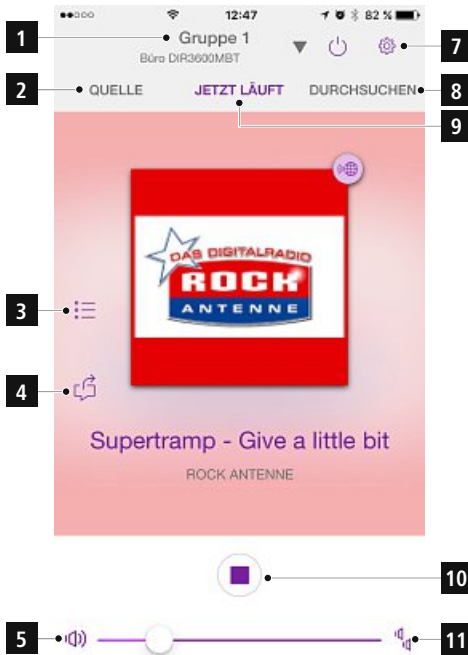 12:47
82 %
1
Gruppe 1
Büro DIR3600MBT
7
2
QUELLE
JETZT LÄUFT
DURCHSUCHEN
8
9
DAS DIGITALRADIO
ROCK
ANTENNE
3
4
Supertramp - Give a little bit
ROCK ANTENNE
10
5
11